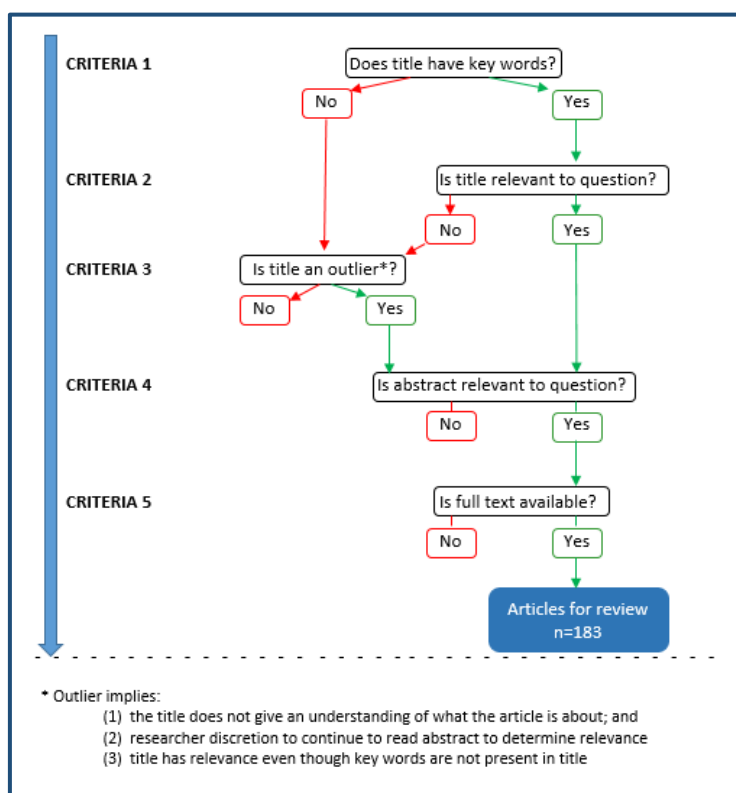 CRITERIA 1
Does title have key words?
No
Yes
CRITERIA 2
Is title relevant to question?
No
Yes
CRITERIA 3
Is title an outlier*?
No
Yes
CRITERIA 4
Is abstract relevant to question?
No
Yes
CRITERIA 5
Is full text available?
No
Yes
Articles for review
n=183
* Outlier implies:
(1) the title does not give an understanding of what the article is about; and
(2) researcher discretion to continue to read abstract to determine relevance
(3) title has relevance even though key words are not present in title